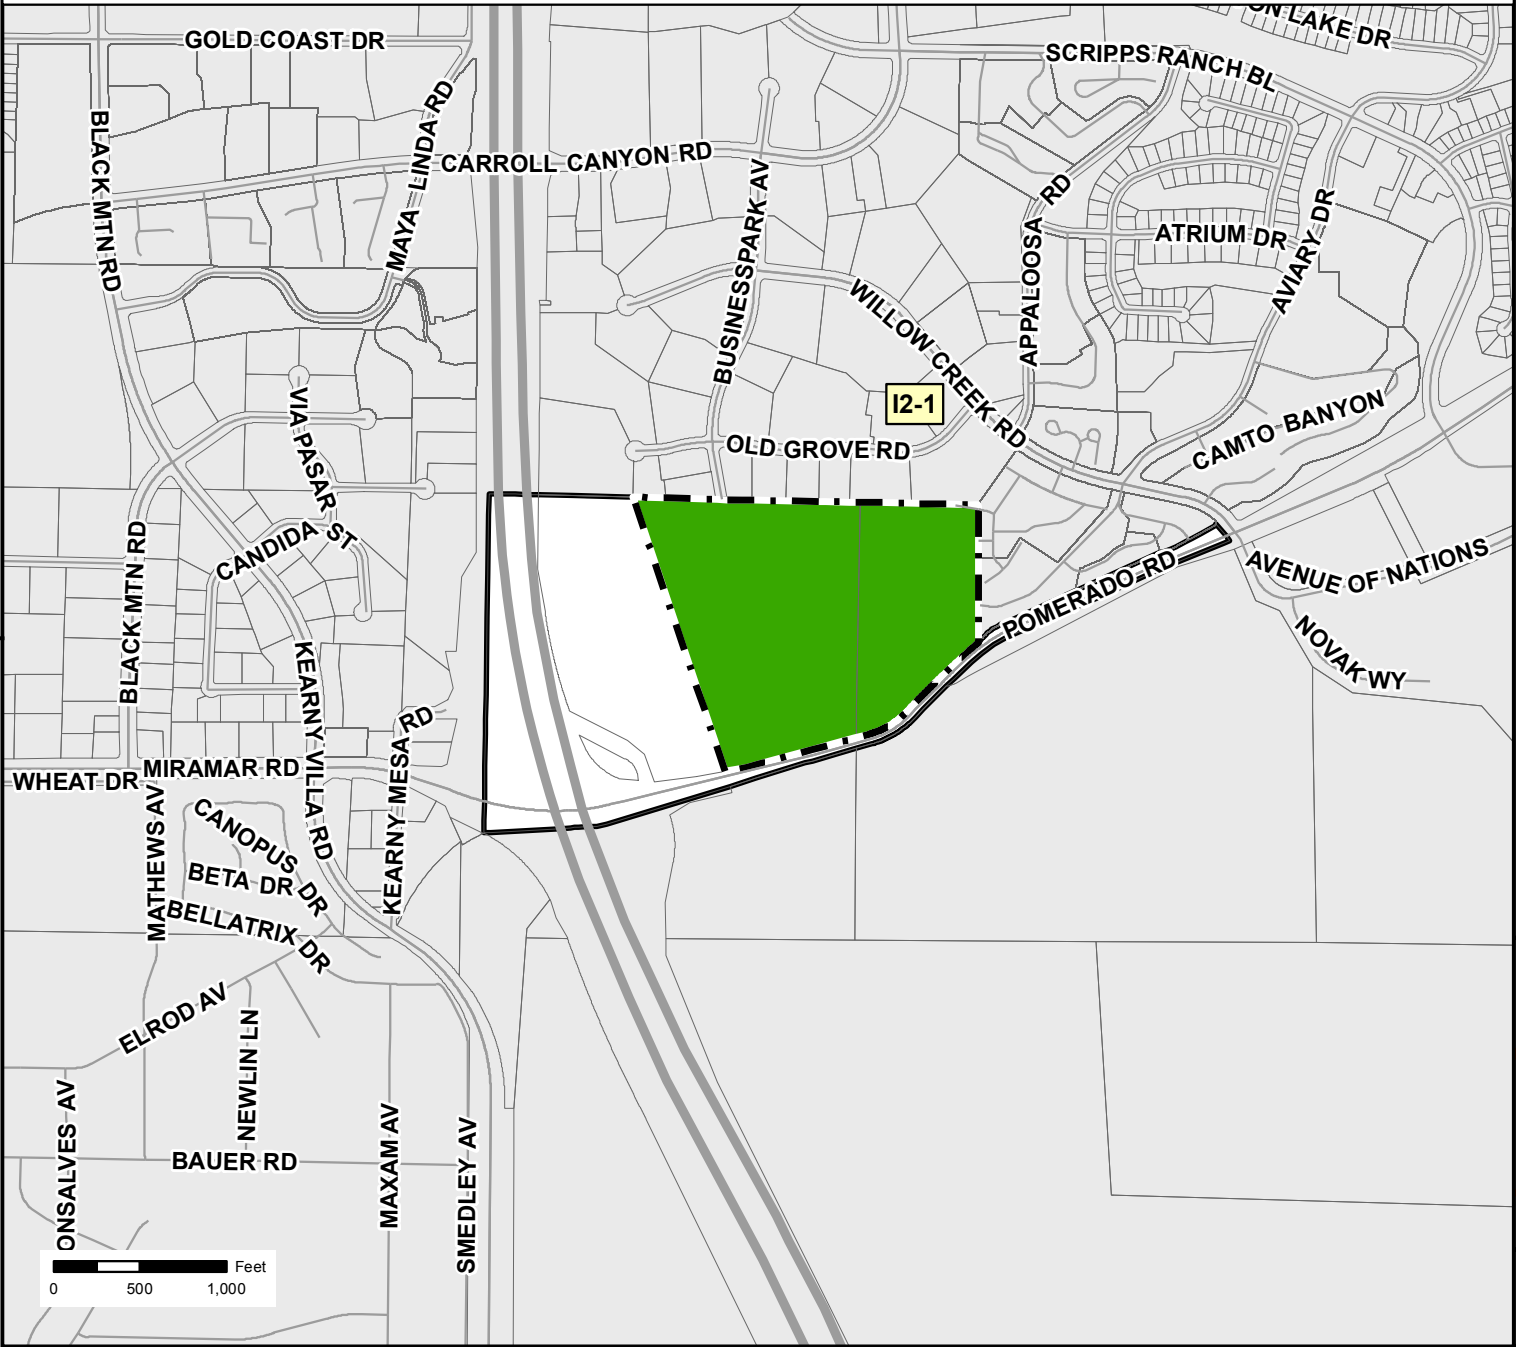 ON LAKE DR
GOLD COAST DR
SCRIPPS RANCH BL
BLACK MTN RD
MAYA LINDA RD
CARROLL CANYON RD
BUSINESSPARK AV
APPALOOSA RD
ATRIUM DR
AVIARY DR
WILLOW CREEK RD
I2-1
VIA PASAR ST
OLD GROVE RD
CAMTO BANYON
CANDIDA ST
BLACK MTN RD
POMERADO RD
AVENUE OF NATIONS
NOVAK WY
KEARNY VILLA RD
KEARNY MESA RD
WHEAT DR
MIRAMAR RD
MATHEWS AV
CANOPUS DR
BETA DR
BELLATRIX DR
ELROD AV
NEWLIN LN
ONSALVES AV
BAUER RD
MAXAM AV
SMEDLEY AV
Feet
0 500 1,000